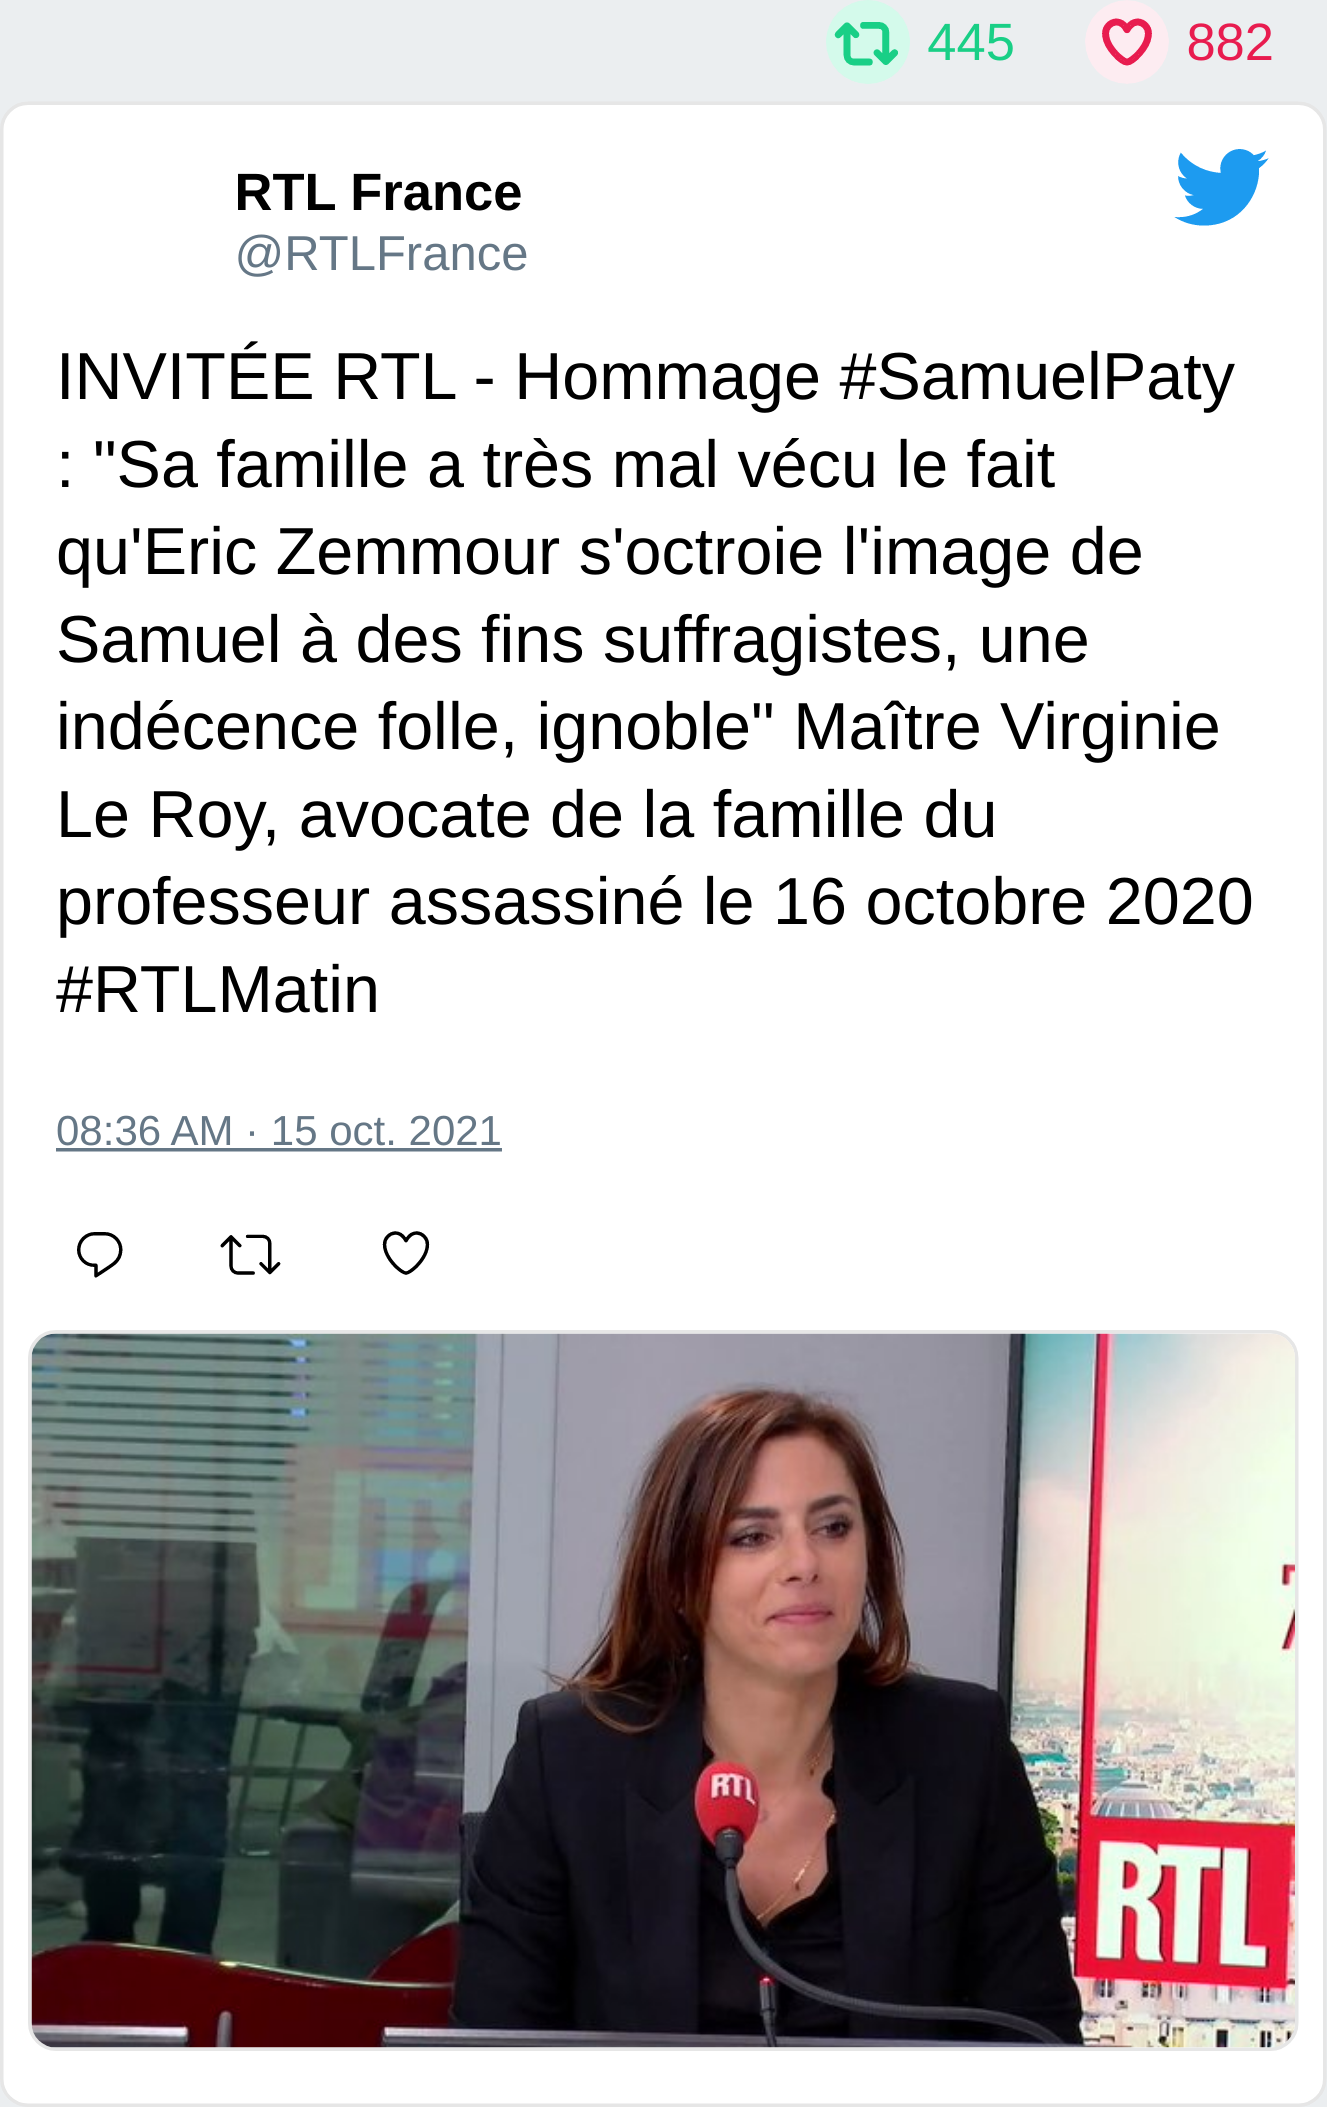 445 882
RTL France
@RTLFrance
INVITÉE RTL - Hommage #SamuelPaty
: "Sa famille a très mal vécu le fait
qu'Eric Zemmour s'octroie l'image de
Samuel à des fins suffragistes, une
indécence folle, ignoble" Maître Virginie
Le Roy, avocate de la famille du
professeur assassiné le 16 octobre 2020
#RTLMatin
08:36 AM · 15 oct. 2021
RTL
RTL